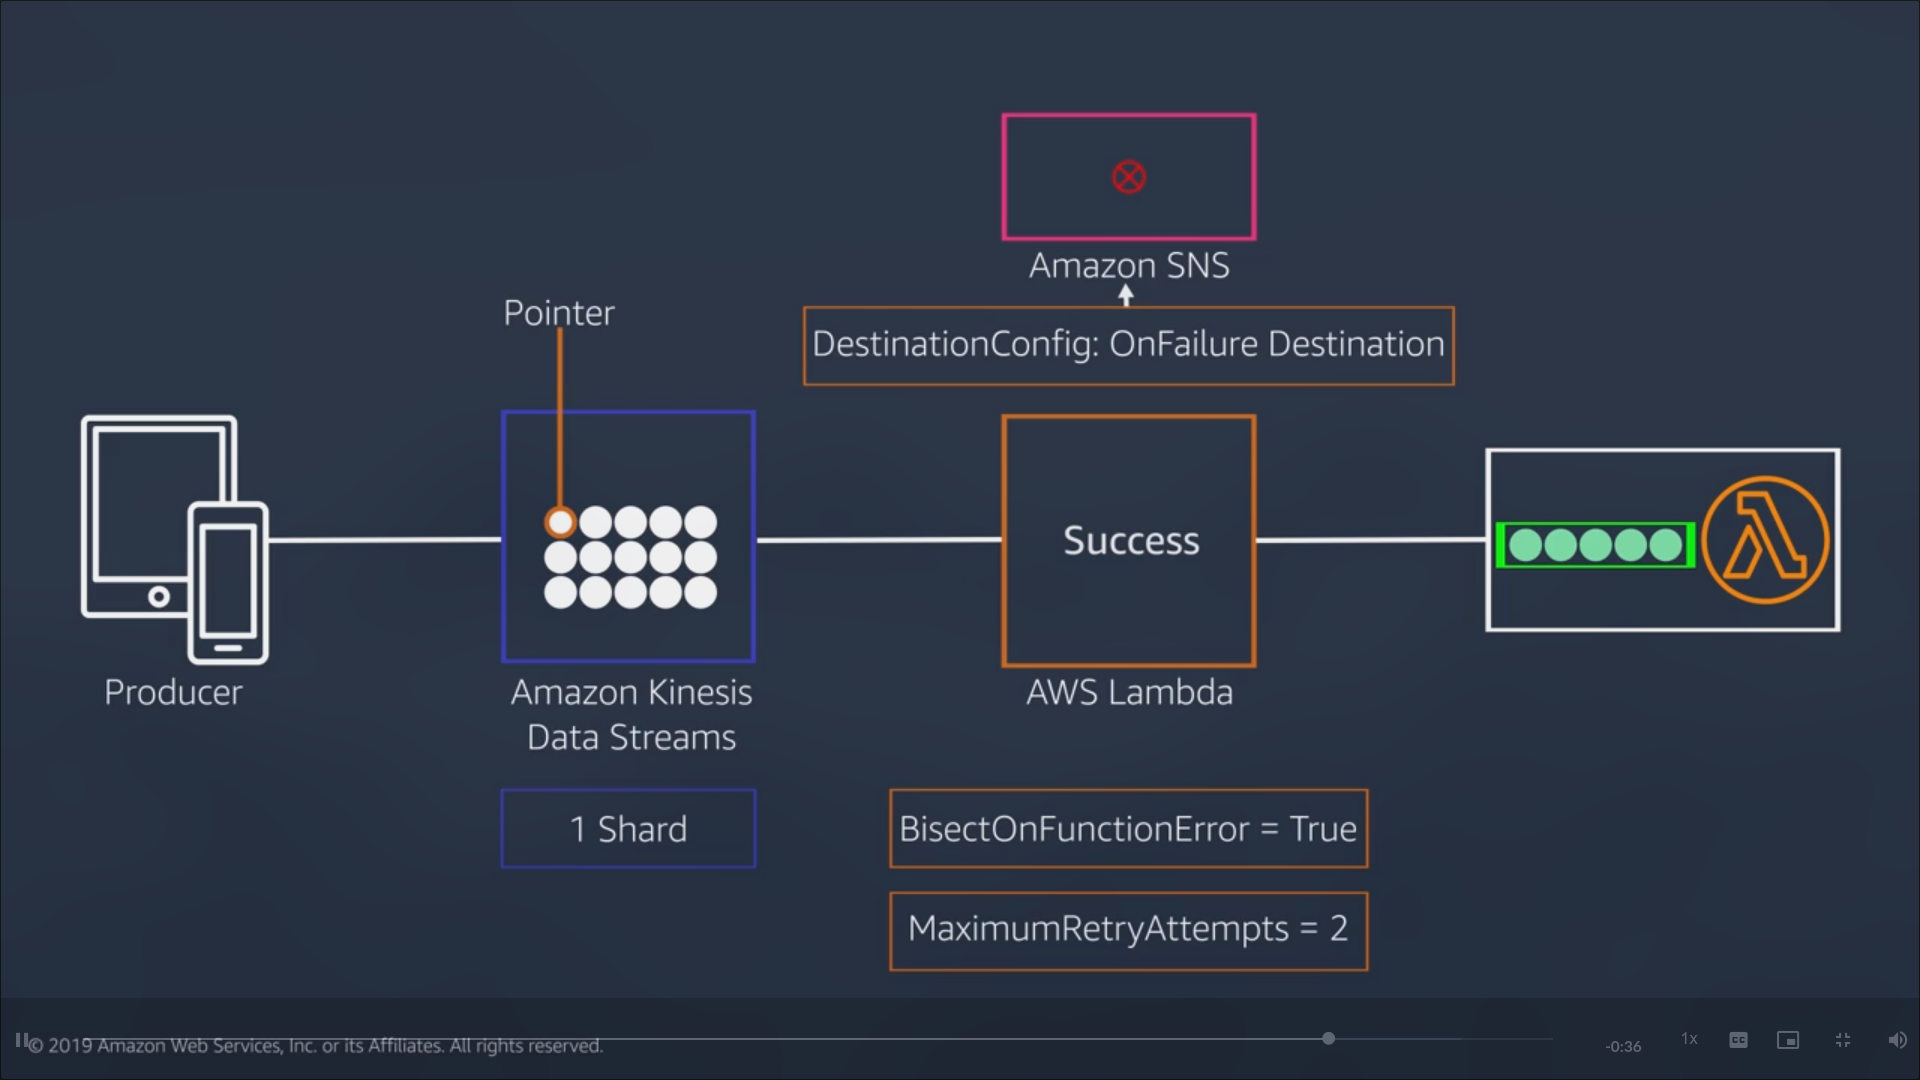 Amazon SNS
Pointer
DestinationConfig: OnFailure Destination
Success
Producer
Amazon Kinesis
Data Streams
AWS Lambda
1 Shard
BisectOnFunctionError = True
MaximumRetryAttempts = 2
© 2019 Amazon Web Services, Inc. or its Affiliates. All rights reserved.
-0:36
1x
CC